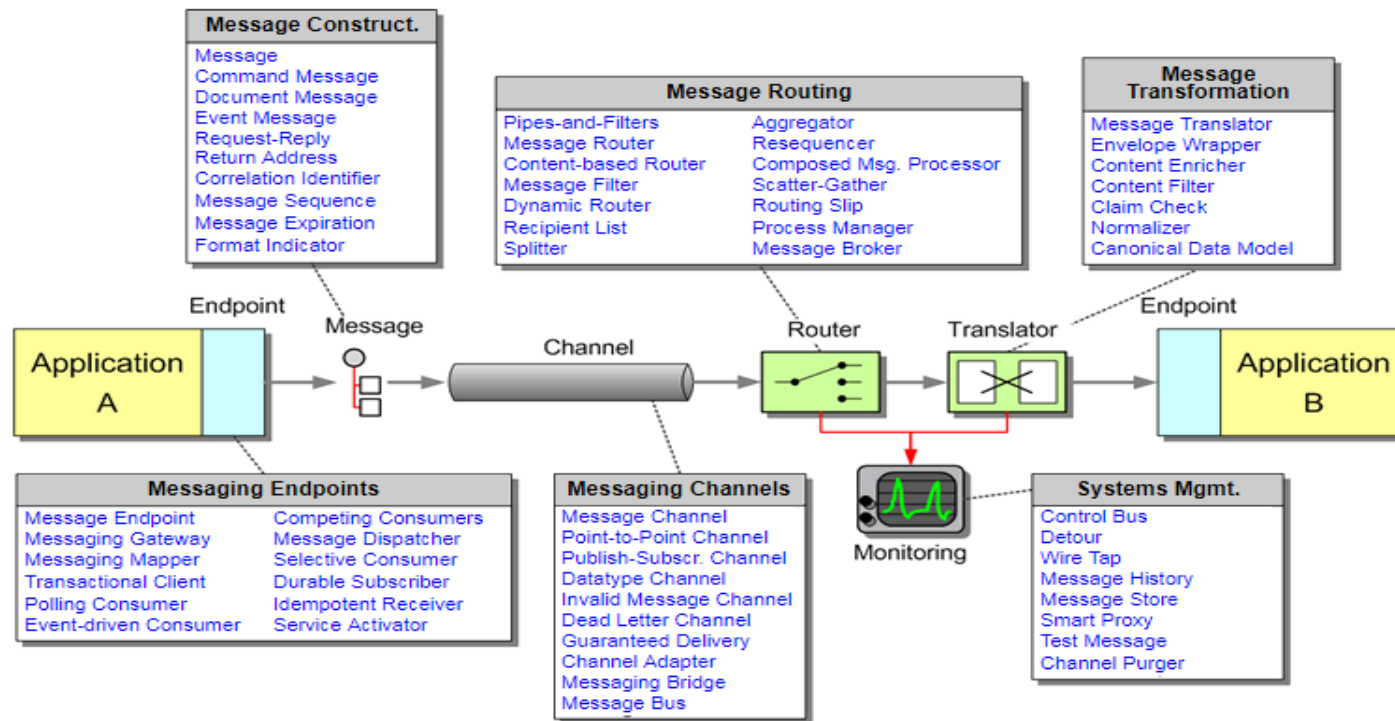 Message Construct.
Message
Command Message
Document Message
Event Message
Request-Reply
Return Address
Correlation Identifier
Message Sequence
Message Expiration
Format Indicator
Message Routing
Pipes-and-Filters
Message Router
Content-based Router
Message Filter
Dynamic Router
Recipient List
Splitter
Aggregator
Resequencer
Composed Msg. Processor
Scatter-Gather
Routing Slip
Process Manager
Message Broker
Message
Transformation
Message Translator
Envelope Wrapper
Content Enricher
Content Filter
Claim Check
Normalizer
Canonical Data Model
Endpoint
Application
A
Message
Channel
Router
Translator
Endpoint
Application
B
Messaging Endpoints
Message Endpoint
Messaging Gateway
Messaging Mapper
Transactional Client
Polling Consumer
Event-driven Consumer
Competing Consumers
Message Dispatcher
Selective Consumer
Durable Subscriber
Idempotent Receiver
Service Activator
Messaging Channels
Message Channel
Point-to-Point Channel
Publish-Subscr. Channel
Datatype Channel
Invalid Message Channel
Dead Letter Channel
Guaranteed Delivery
Channel Adapter
Messaging Bridge
Message Bus
Monitoring
Systems Mgmt.
Control Bus
Detour
Wire Tap
Message History
Message Store
Smart Proxy
Test Message
Channel Purger